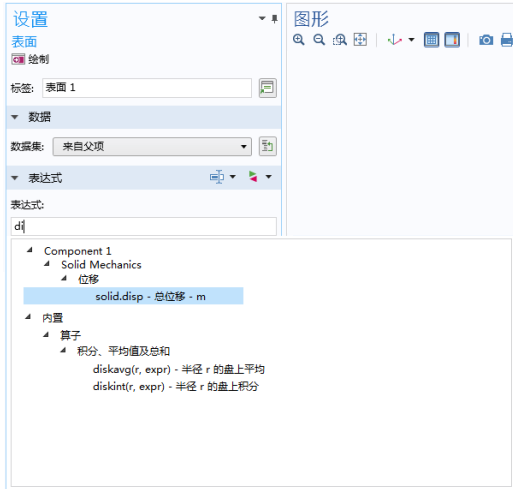 设置
表面
绘制
标签: 表面 1
数据
数据集: 来自父项
表达式
表达式:
di
Component 1
Solid Mechanics
位移
solid.disp - 总位移 - m
内置
算子
积分、平均值及总和
diskavg(r, expr) - 半径 r 的盘上平均
diskint(r, expr) - 半径 r 的盘上积分
图形